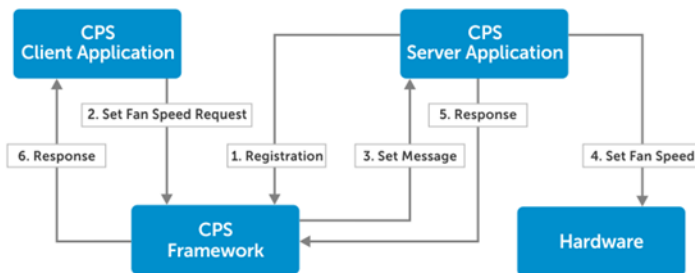 CPS
Client Application
CPS
Server Application
2. Set Fan Speed Request
5. Response
6. Response
1. Registration
3. Set Message
4. Set Fan Speed
CPS
Framework
Hardware